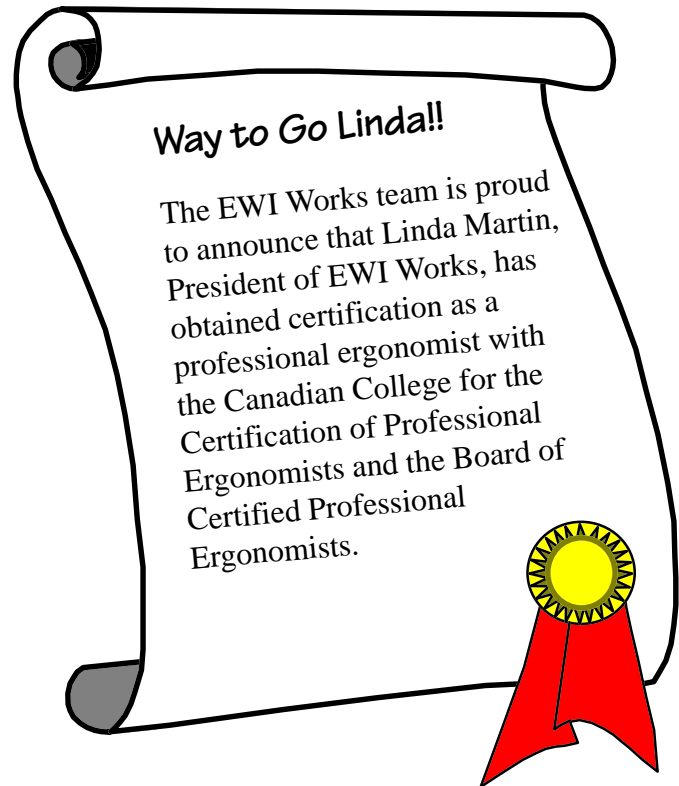 Way to Go Linda!!
The EWI Works team is proud
to announce that Linda Martin,
President of EWI Works, has
obtained certification as a
professional ergonomist with
the Canadian College for the
Certification of Professional
Ergonomists and the Board of
Certified Professional
Ergonomists.